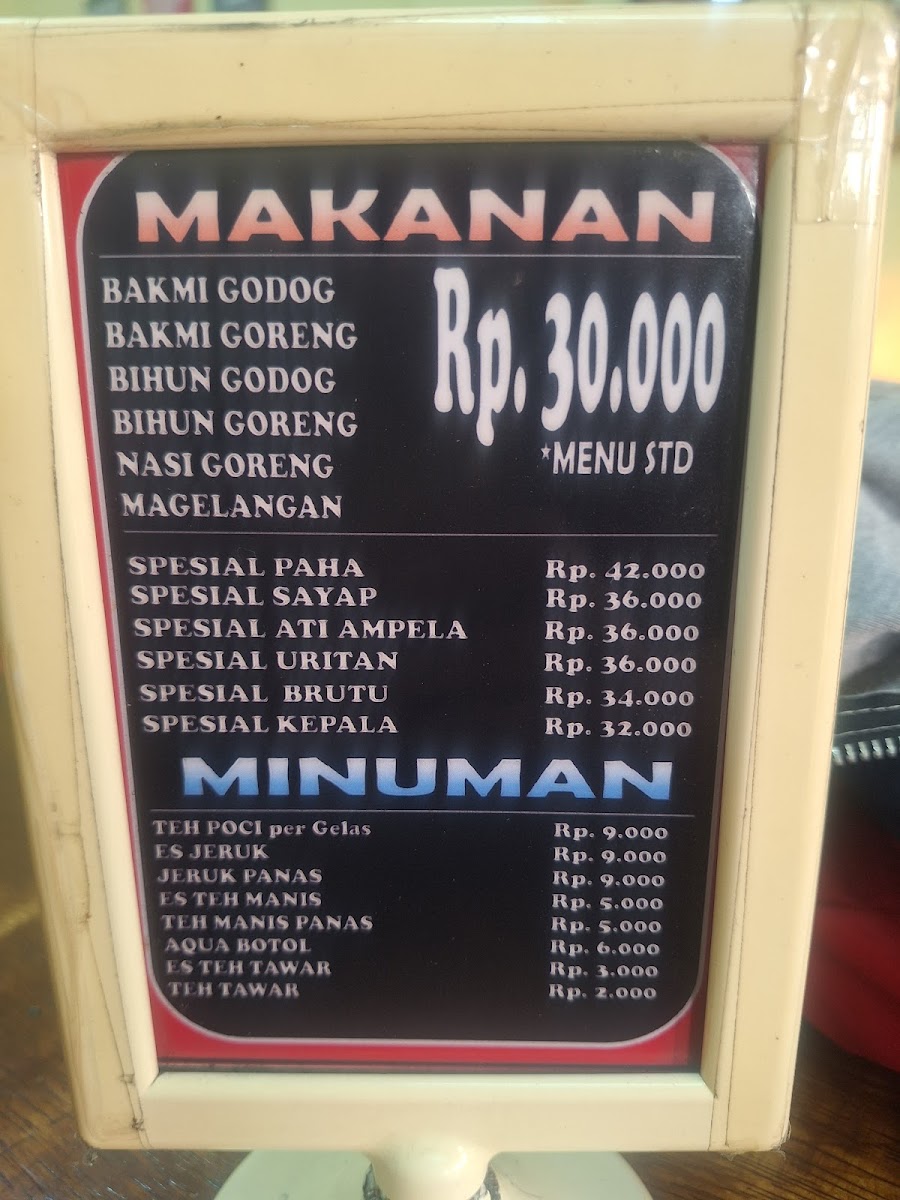 MAKANAN
BAKMI GODOG
BAKMI GORENG
BIHUN GODOG
BIHUN GORENG
NASI GORENG
MAGELANGAN
Rp. 30.000
*MENU STD
SPESIAL PAHA Rp. 42.000
SPESIAL SAYAP Rp. 36.000
SPESIAL ATI AMPELA Rp. 36.000
SPESIAL URITAN Rp. 36.000
SPESIAL BRUTU Rp. 34.000
SPESIAL KEPALA Rp. 32.000
MINUMAN
TEH POCI per Gelas Rp. 9.000
ES JERUK Rp. 9.000
JERUK PANAS Rp. 9.000
ES TEH MANIS Rp. 5.000
TEH MANIS PANAS Rp. 5.000
AQUA BOTOL Rp. 6.000
ES TEH TAWAR Rp. 3.000
TEH TAWAR Rp. 2.000